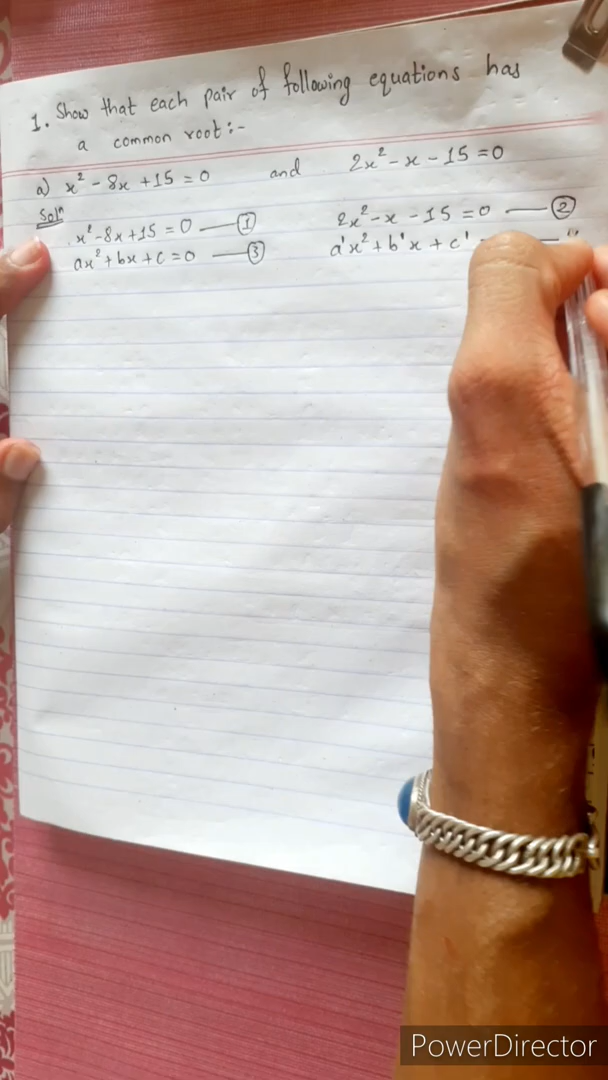 1. Show that each pair of following equations has
a common root:-
a) x² - 8x + 15 = 0 and 2x² - x - 15 = 0
Solⁿ
x² - 8x + 15 = 0 —— ① 2x² - x - 15 = 0 —— ②
ax² + bx + c = 0 —— ③ a'x² + b'x + c'
PowerDirector